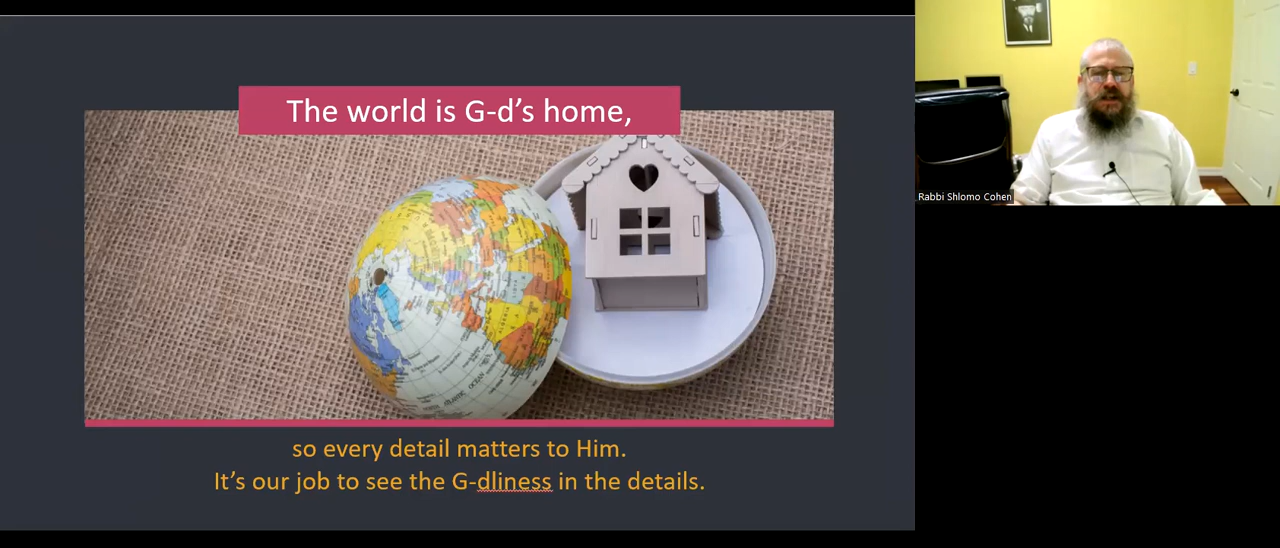 The world is G-d’s home,
so every detail matters to Him.
It’s our job to see the G-dliness in the details.
Rabbi Shlomo Cohen